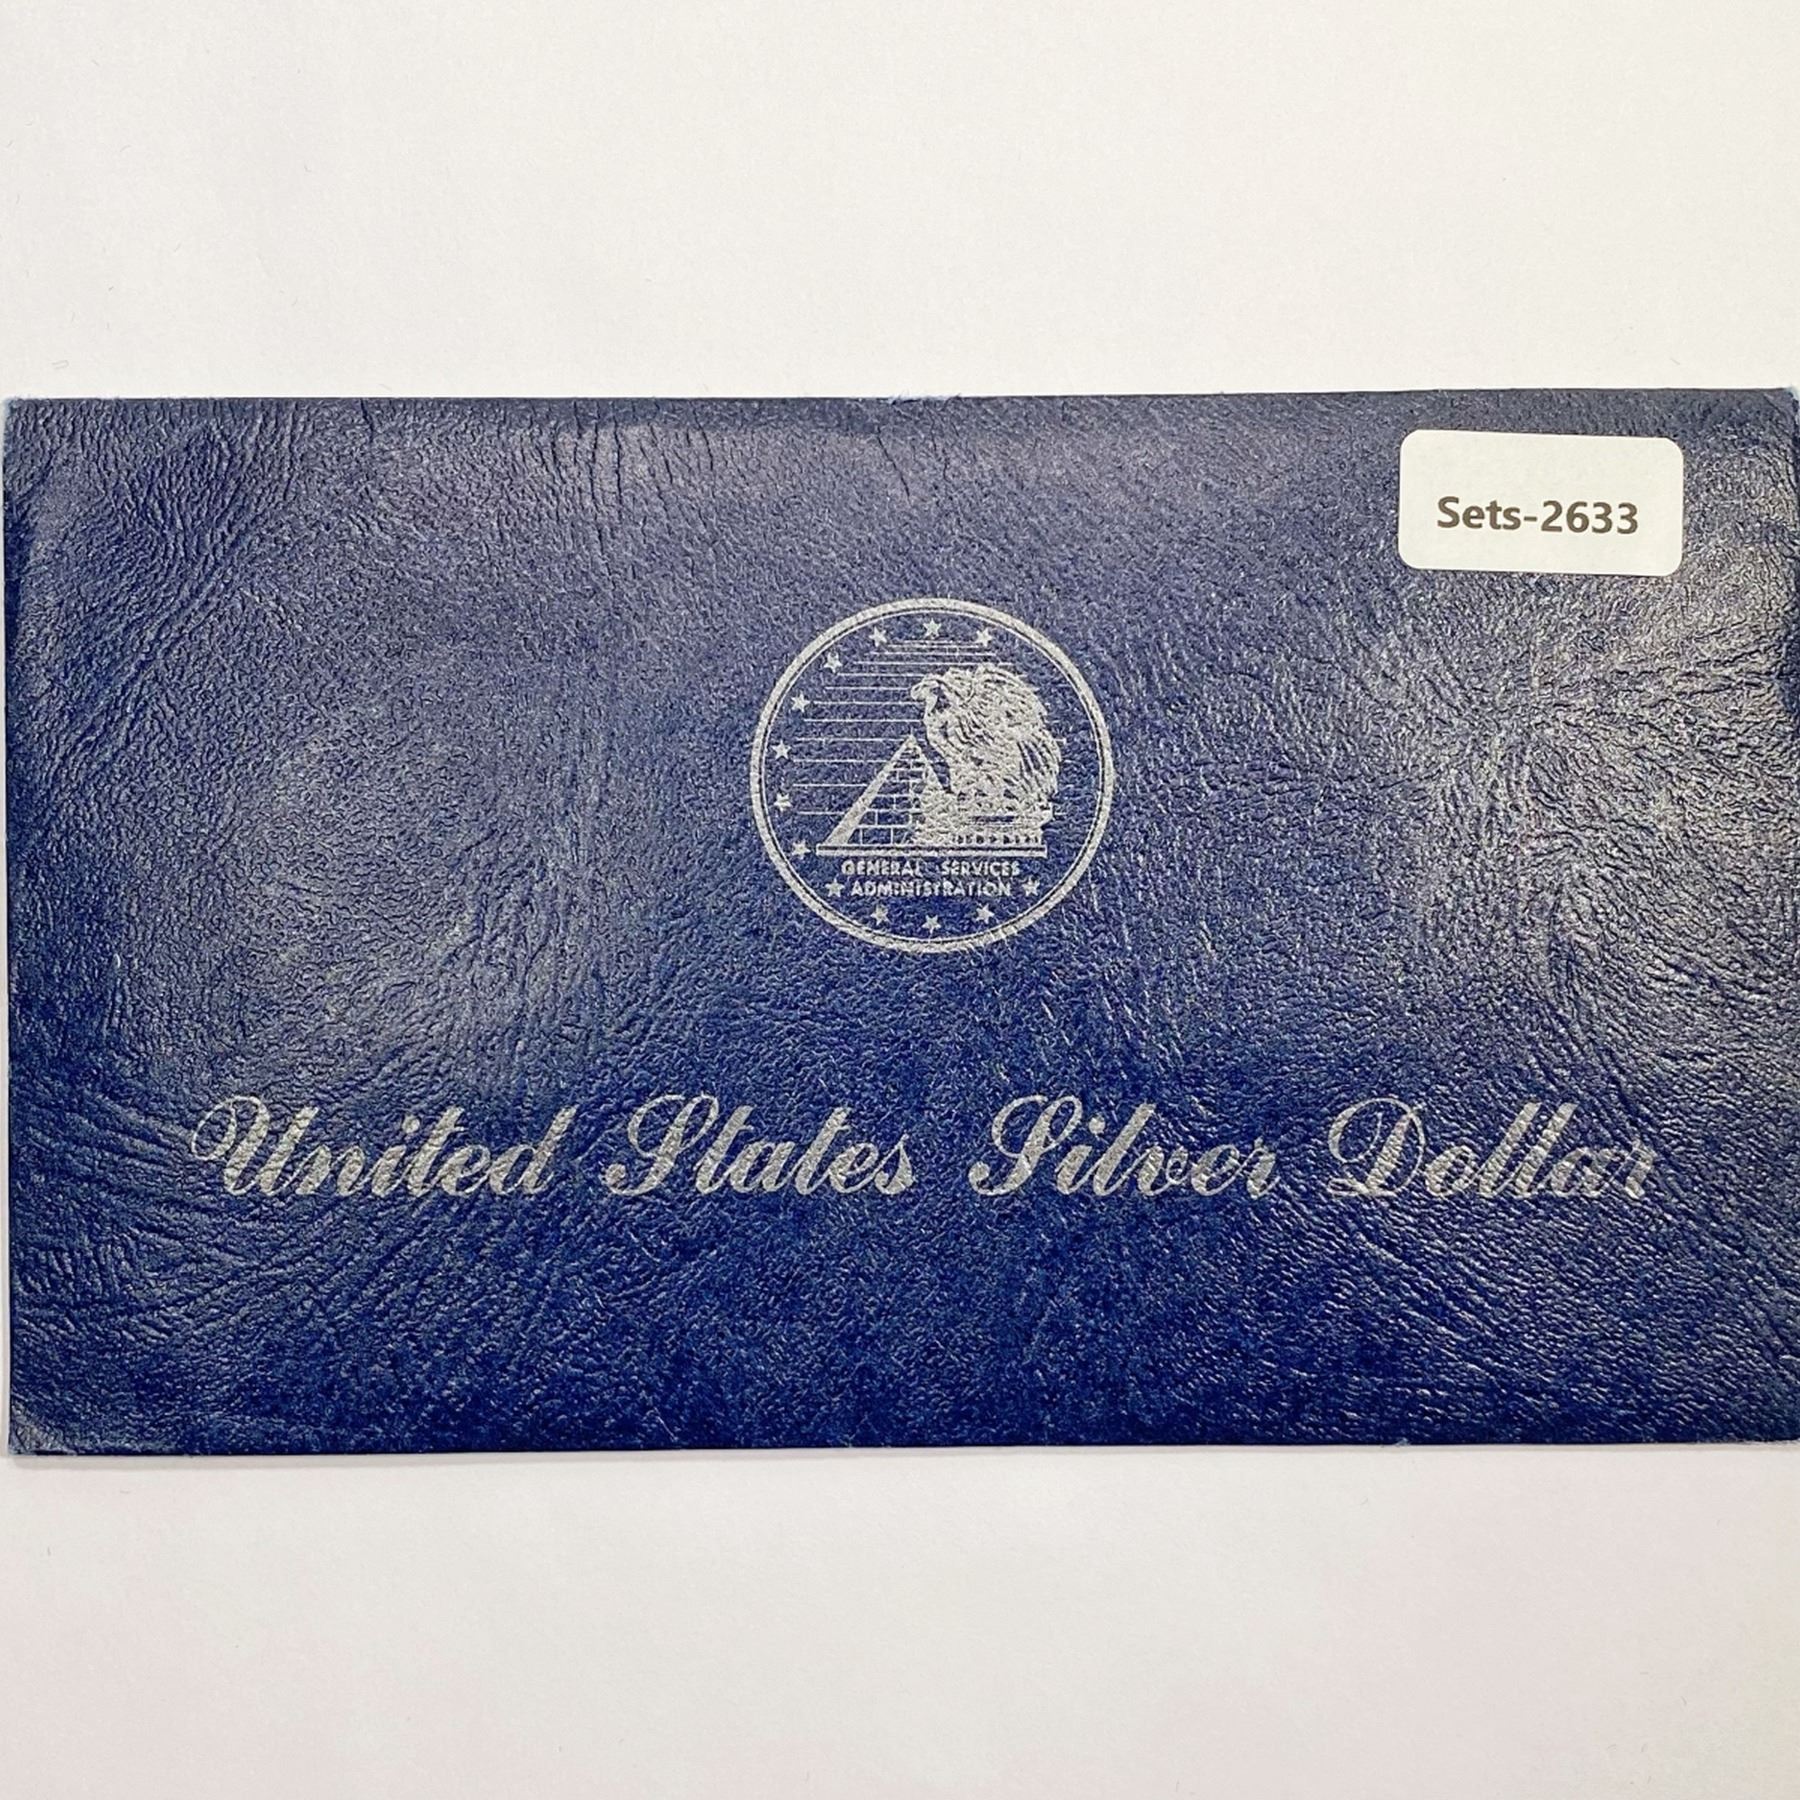 Sets-2633
GENERAL SERVICES
ADMINISTRATION
United States Silver Dollar